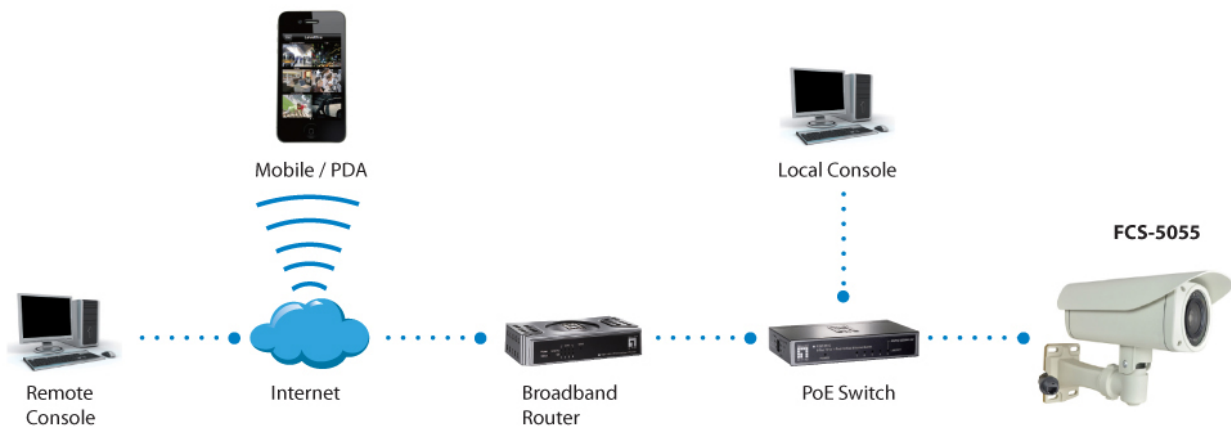 Mobile / PDA
Local Console
FCS-5055
Remote
Console
Internet
Broadband
Router
PoE Switch